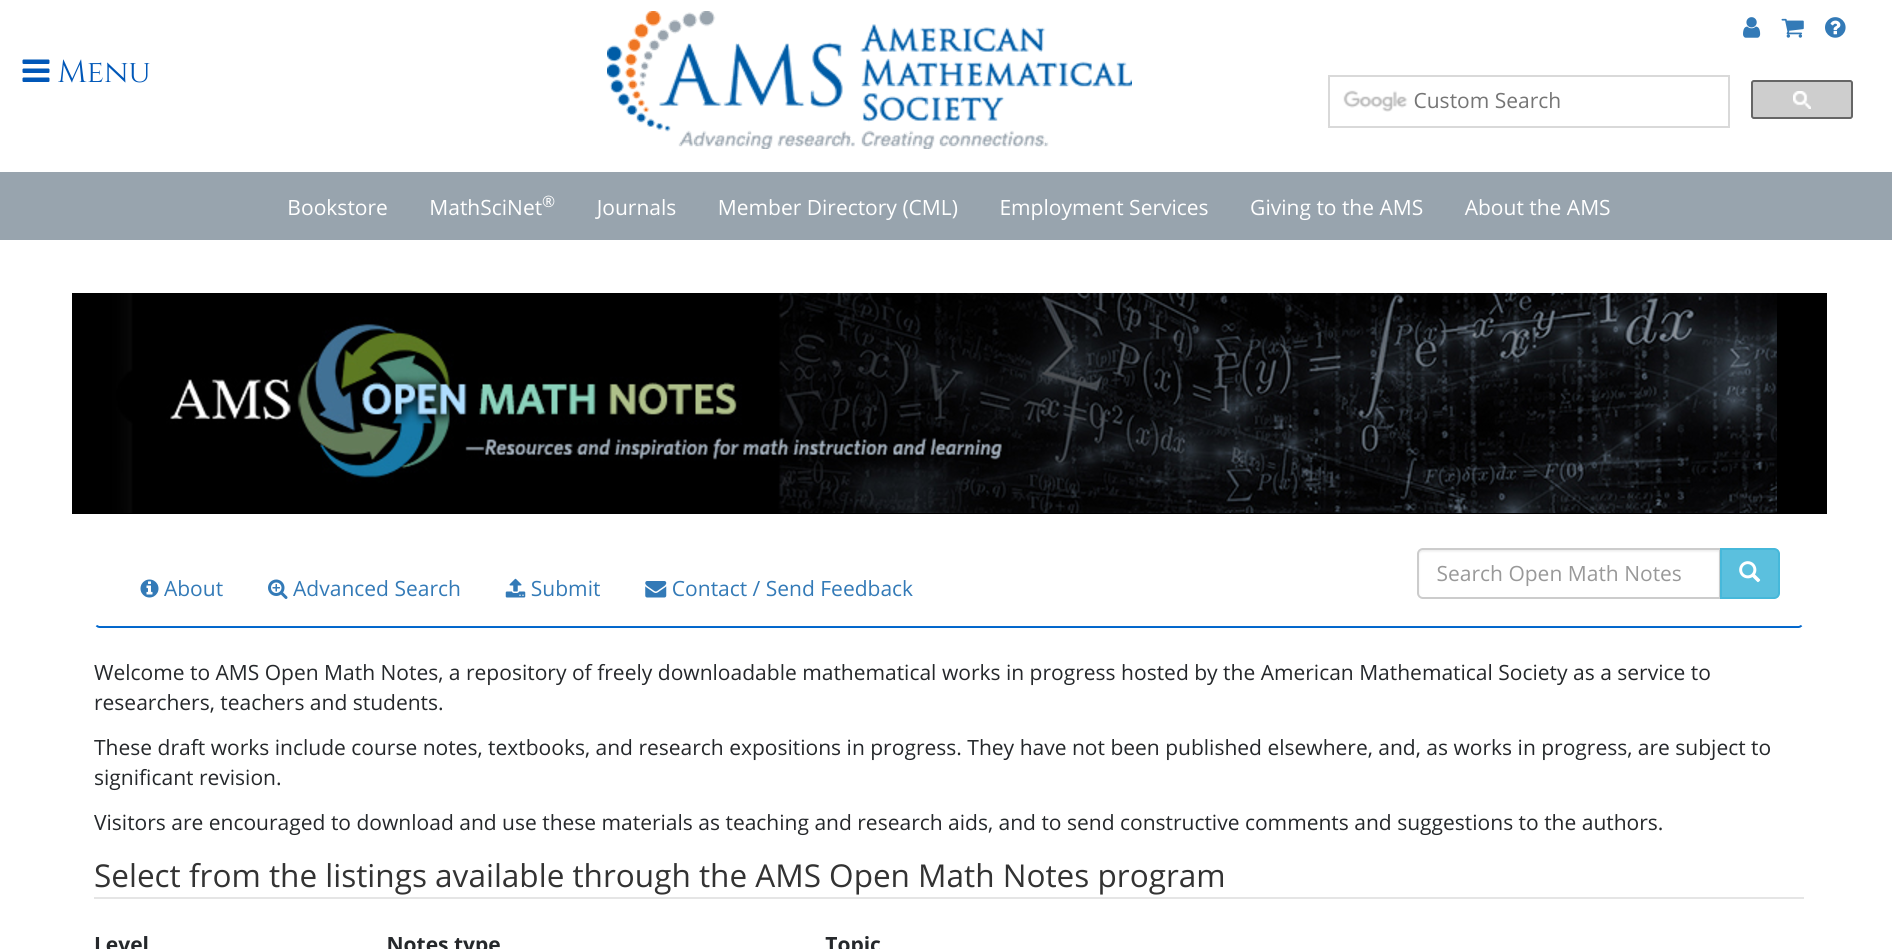 Menu
AMS AMERICAN
MATHEMATICAL
SOCIETY
Advancing research. Creating connections.
Google Custom Search
Bookstore MathSciNet® Journals Member Directory (CML) Employment Services Giving to the AMS About the AMS
AMS OPEN MATH NOTES
—Resources and inspiration for math instruction and learning
About Advanced Search Submit Contact / Send Feedback
Search Open Math Notes
Welcome to AMS Open Math Notes, a repository of freely downloadable mathematical works in progress hosted by the American Mathematical Society as a service to
researchers, teachers and students.
These draft works include course notes, textbooks, and research expositions in progress. They have not been published elsewhere, and, as works in progress, are subject to
significant revision.
Visitors are encouraged to download and use these materials as teaching and research aids, and to send constructive comments and suggestions to the authors.
Select from the listings available through the AMS Open Math Notes program
Level Notes type Topic